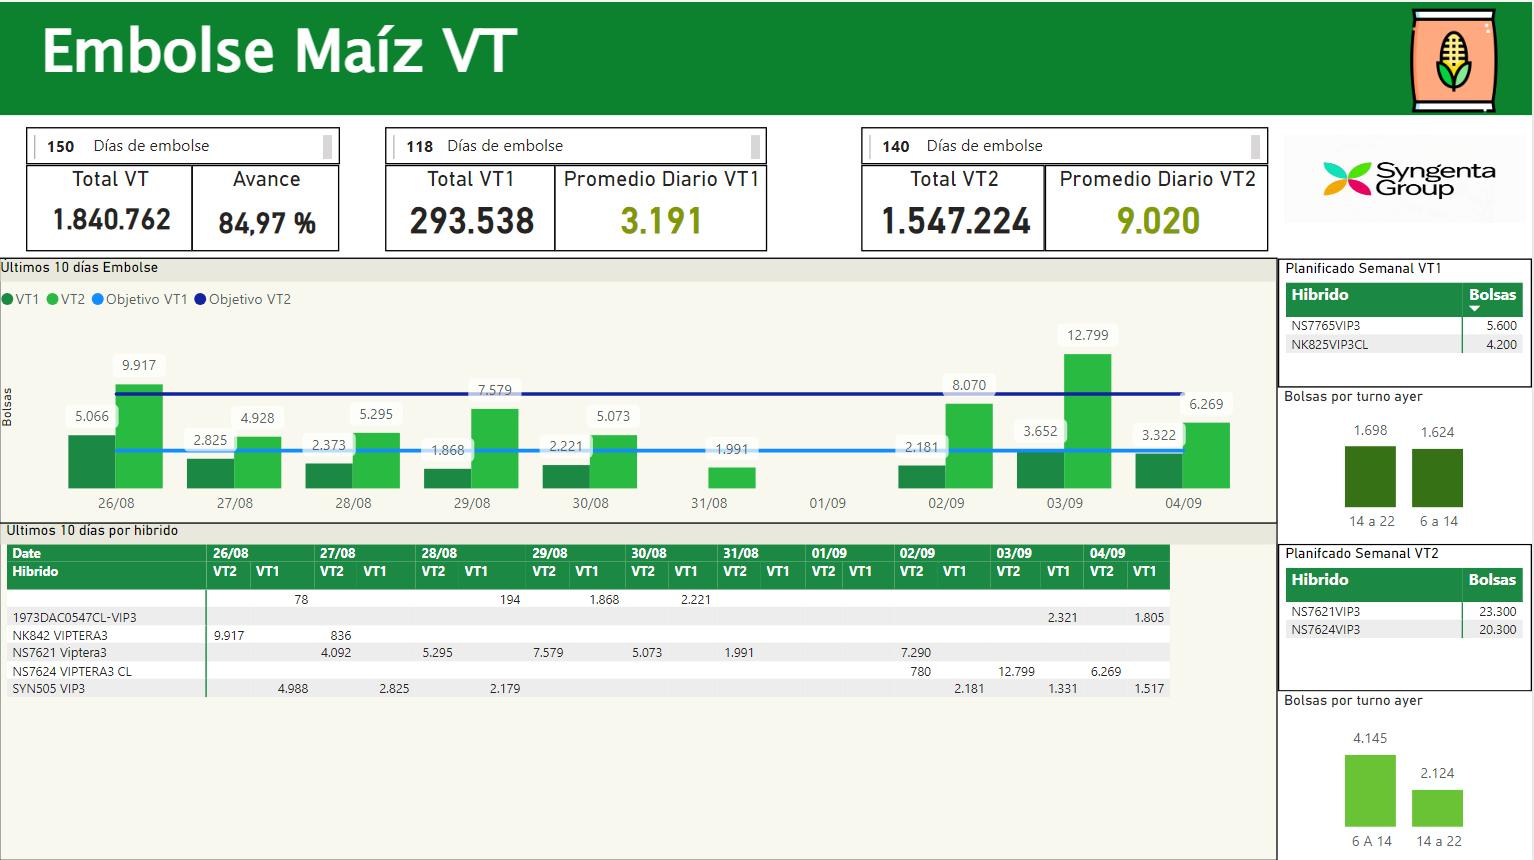 Embolse Maíz VT
150 Días de embolse
Total VT
1.840.762
Avance
84,97 %
118 Días de embolse
Total VT1
293.538
Promedio Diario VT1
3.191
140 Días de embolse
Total VT2
1.547.224
Promedio Diario VT2
9.020
Syngenta
Group
Últimos 10 días Embolse
VT1 VT2 Objetivo VT1 Objetivo VT2
Bolsas
5.066 9.917 2.825 4.928 2.373 5.295 1.868 7.579 2.221 5.073 1.991 2.181 8.070 3.652 12.799 3.322 6.269
26/08 27/08 28/08 29/08 30/08 31/08 01/09 02/09 03/09 04/09
Ultimos 10 días por hibrido
Date 26/08 27/08 28/08 29/08 30/08 31/08 01/09 02/09 03/09 04/09
Hibrido VT2 VT1 VT2 VT1 VT2 VT1 VT2 VT1 VT2 VT1 VT2 VT1 VT2 VT1 VT2 VT1 VT2 VT1 VT2 VT1
78 194 1.868 2.221
1973DAC0547CL-VIP3 2.321 1.805
NK842 VIPTERA3 9.917 836
NS7621 Viptera3 4.092 5.295 7.579 5.073 1.991 7.290
NS7624 VIPTERA3 CL 780 12.799 6.269
SYN505 VIP3 4.988 2.825 2.179 2.181 1.331 1.517
Planificado Semanal VT1
Hibrido Bolsas
NS7765VIP3 5.600
NK825VIP3CL 4.200
Bolsas por turno ayer
1.698 1.624
14 a 22 6 a 14
Planifcado Semanal VT2
Hibrido Bolsas
NS7621VIP3 23.300
NS7624VIP3 20.300
Bolsas por turno ayer
4.145 2.124
6 A 14 14 a 22